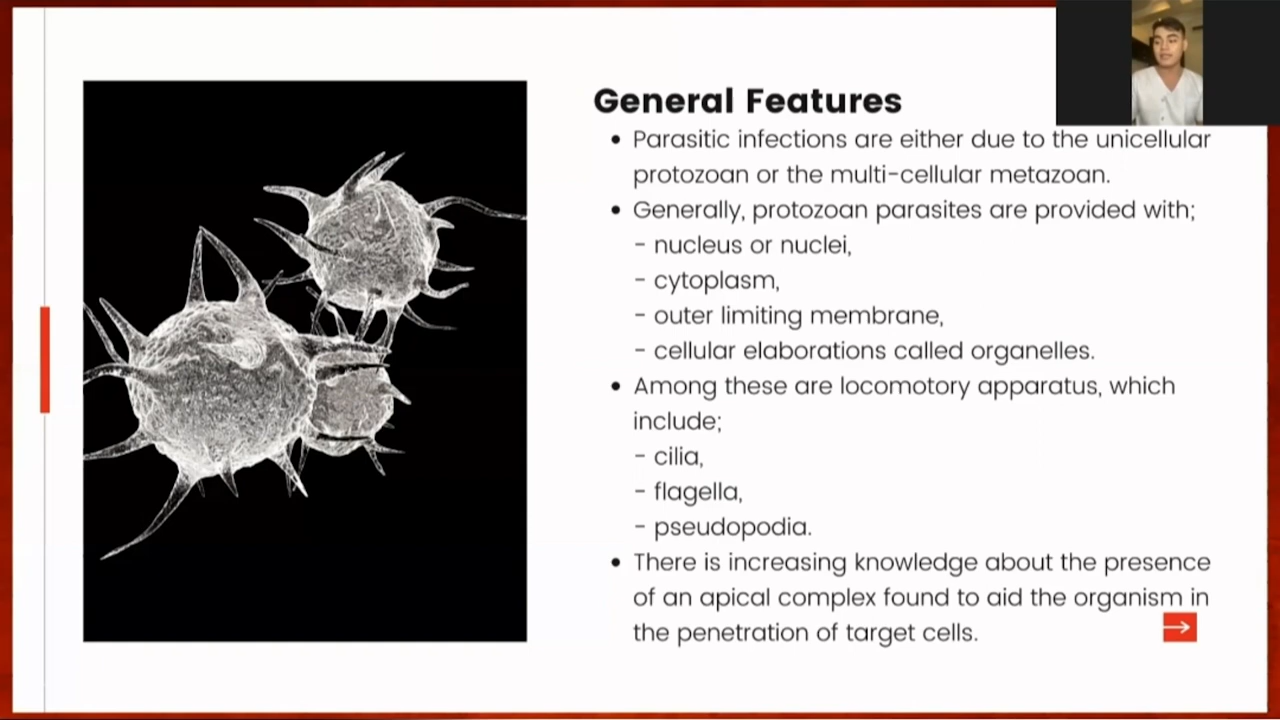 General Features
• Parasitic infections are either due to the unicellular
protozoan or the multi-cellular metazoan.
• Generally, protozoan parasites are provided with;
- nucleus or nuclei,
- cytoplasm,
- outer limiting membrane,
- cellular elaborations called organelles.
• Among these are locomotory apparatus, which
include;
- cilia,
- flagella,
- pseudopodia.
• There is increasing knowledge about the presence
of an apical complex found to aid the organism in
the penetration of target cells.